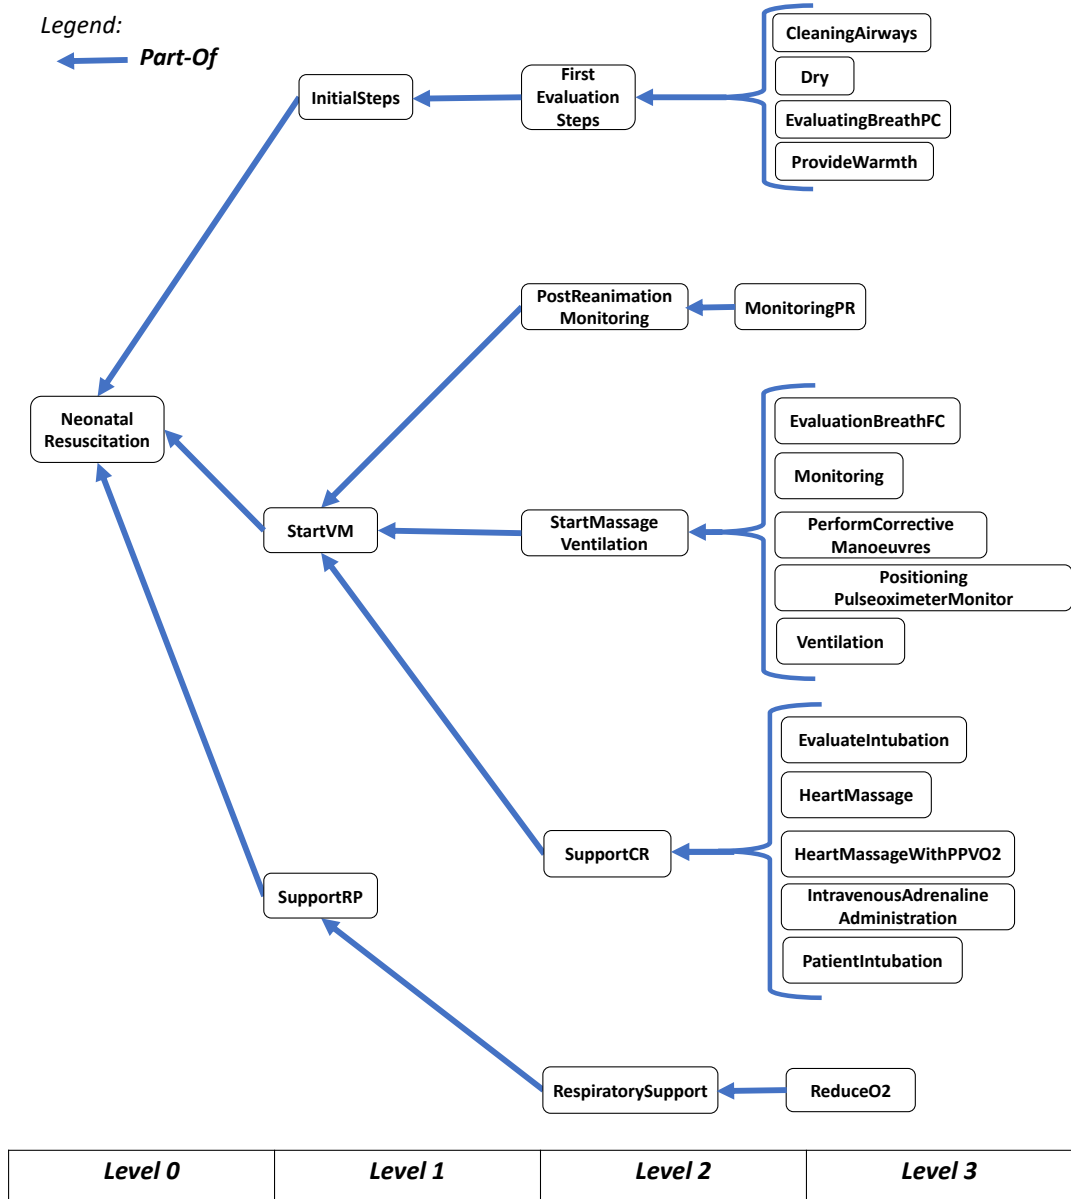 Legend:
Part-Of
CleaningAirways
Dry
EvaluatingBreathPC
ProvideWarmth
InitialSteps
First
Evaluation
Steps
PostReanimation
Monitoring
MonitoringPR
Neonatal
Resuscitation
EvaluationBreathFC
Monitoring
PerformCorrective
Manoeuvres
Positioning
PulseoximeterMonitor
Ventilation
StartVM
StartMassage
Ventilation
EvaluateIntubation
HeartMassage
HeartMassageWithPPVO2
IntravenousAdrenaline
Administration
PatientIntubation
SupportCR
SupportRP
RespiratorySupport
ReduceO2
Level 0
Level 1
Level 2
Level 3